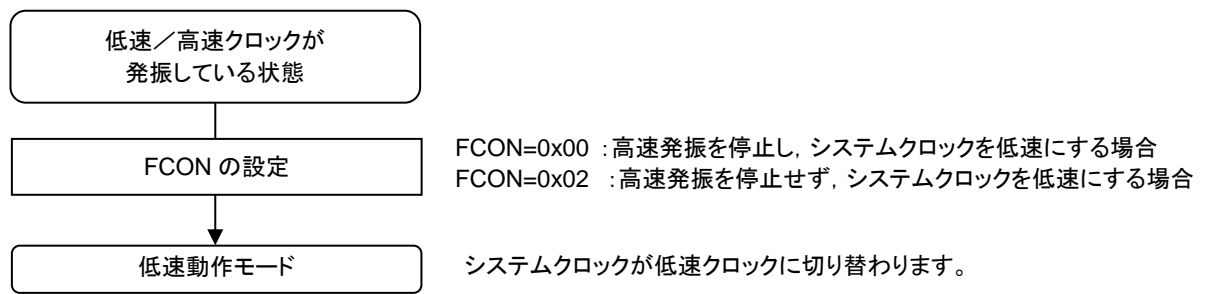 低速／高速クロックが
発振している状態
FCON の設定
FCON=0x00 ：高速発振を停止し，システムクロックを低速にする場合
FCON=0x02 ：高速発振を停止せず，システムクロックを低速にする場合
低速動作モード
システムクロックが低速クロックに切り替わります。